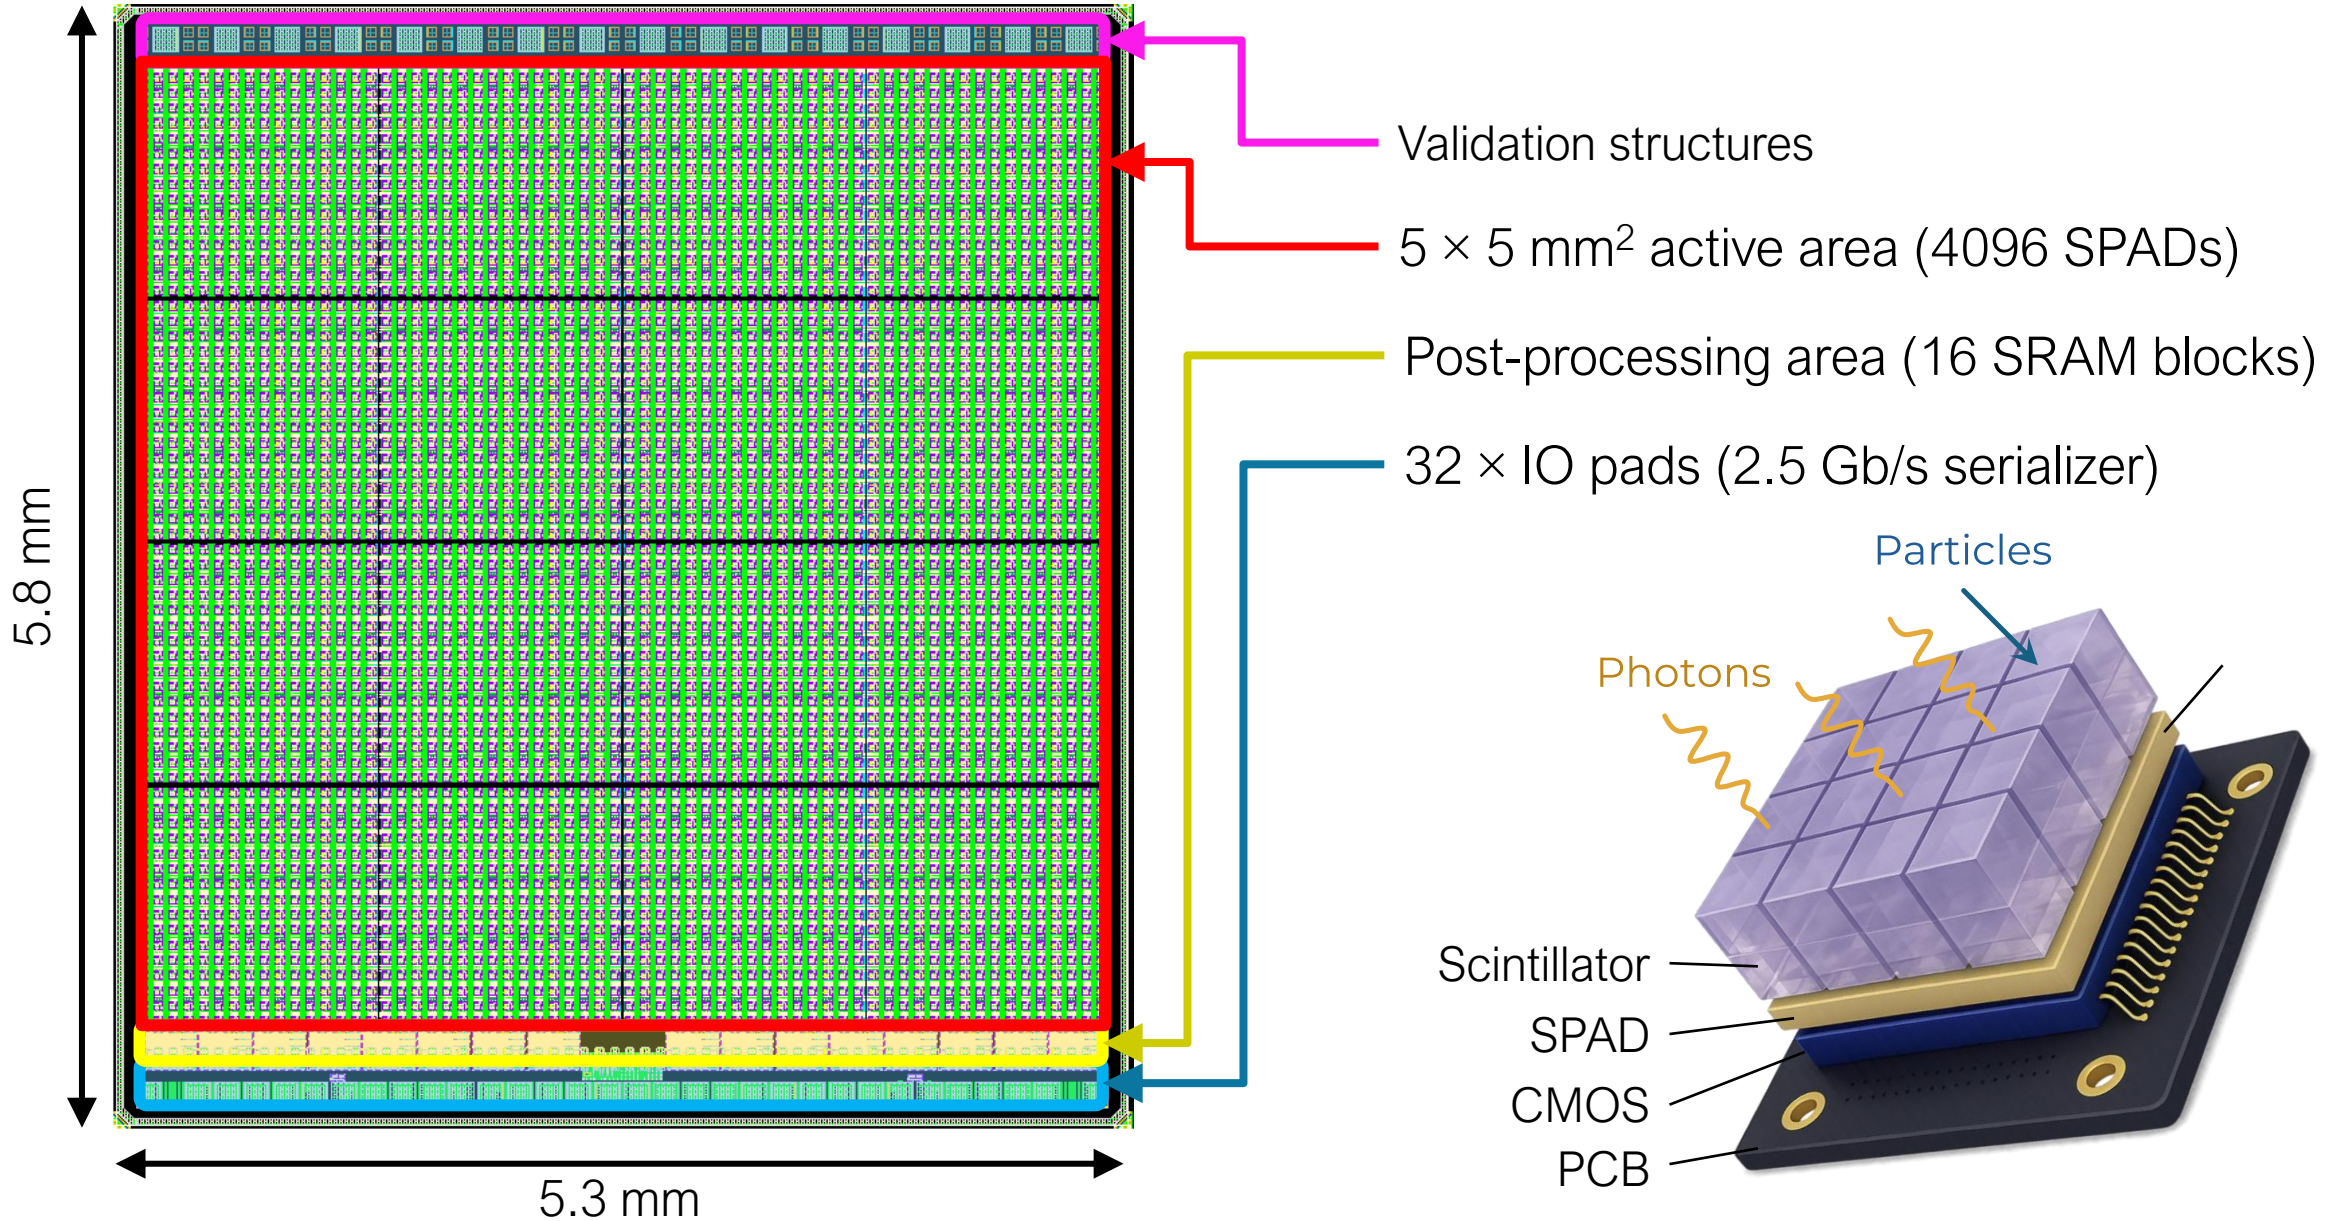 Validation structures
5 × 5 mm² active area (4096 SPADs)
Post-processing area (16 SRAM blocks)
32 × IO pads (2.5 Gb/s serializer)
5.8 mm
5.3 mm
Particles
Photons
Scintillator
SPAD
CMOS
PCB